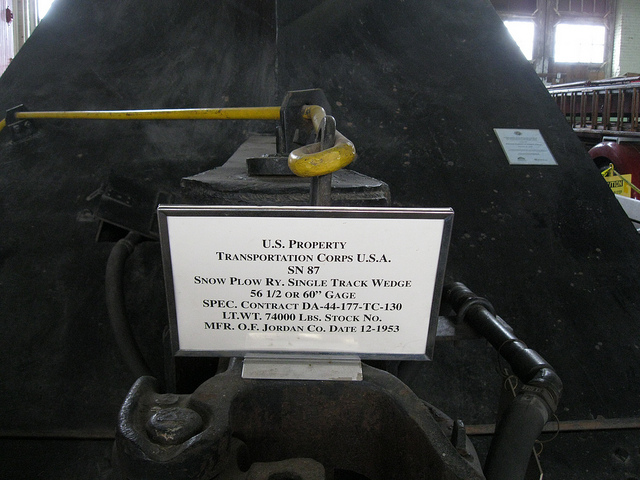 U.S. PROPERTY
TRANSPORTATION CORPS U.S.A.
SN 87
SNOW PLOW RY. SINGLE TRACK WEDGE
56 1/2 OR 60” GAGE
SPEC. CONTRACT DA-44-177-TC-130
LT.WT. 74000 LBS. STOCK NO.
MFR. O.F. JORDAN CO. DATE 12-1953